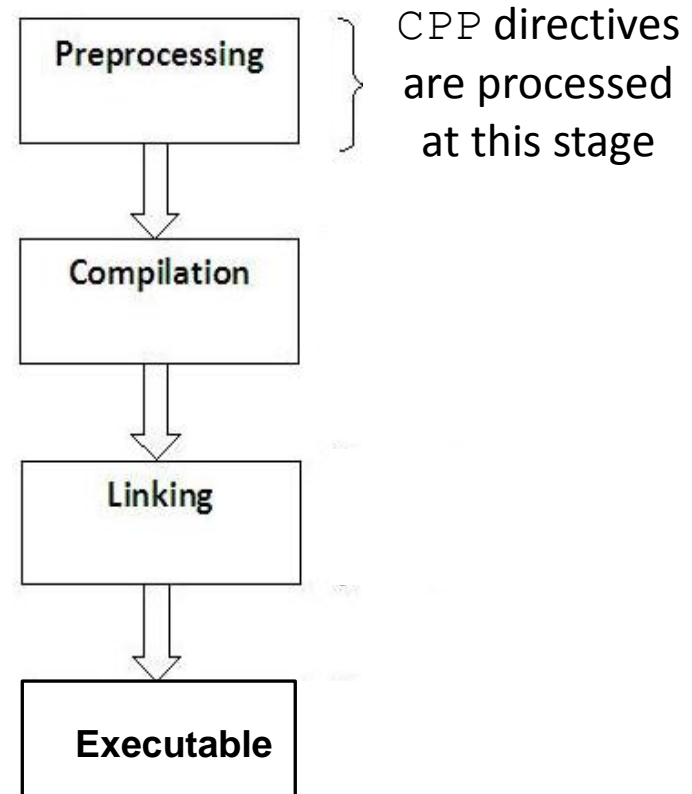 Preprocessing
CPP directives
are processed
at this stage
Compilation
Linking
Executable